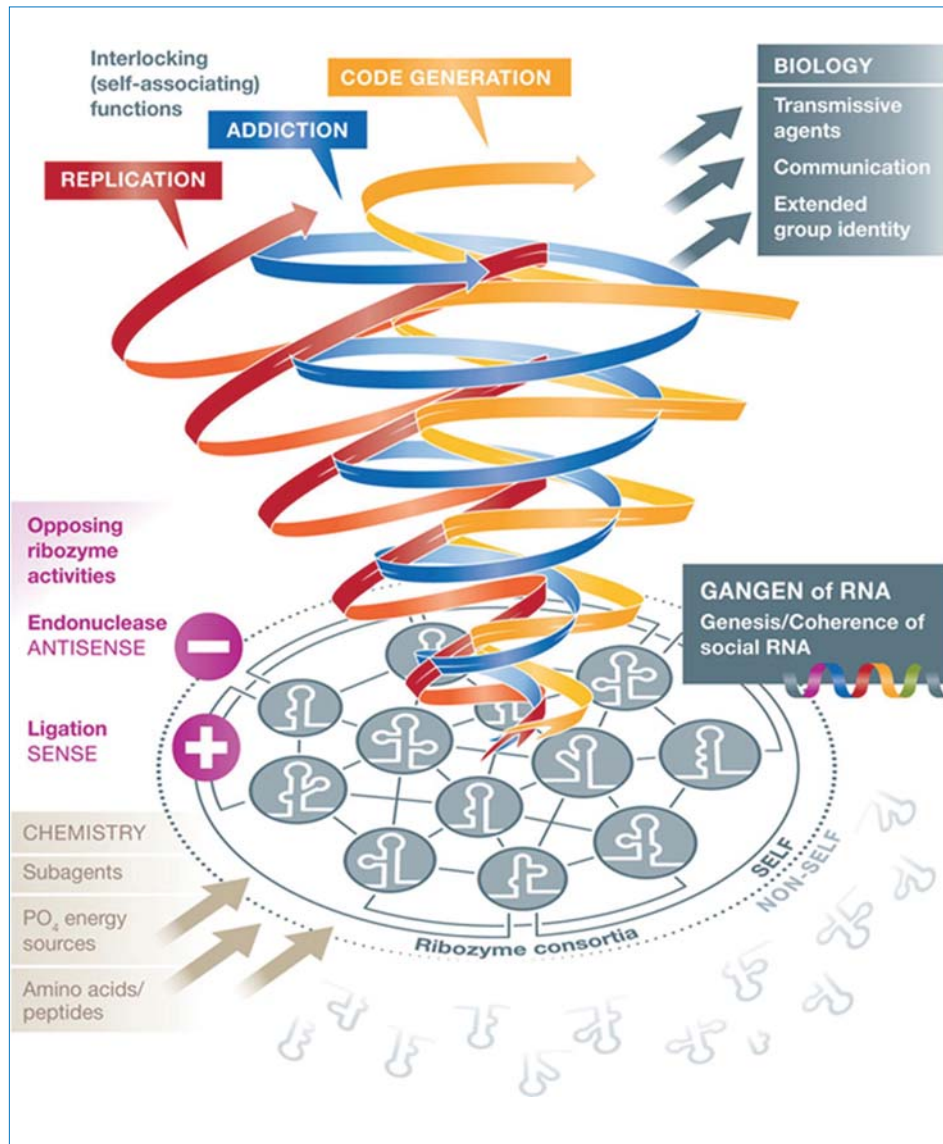 Interlocking
(self-associating)
functions
CODE GENERATION
ADDICTION
REPLICATION
BIOLOGY
Transmissive
agents
Communication
Extended
group identity
Opposing
ribozyme
activities
Endonuclease
ANTISENSE
Ligation
SENSE
GANGEN of RNA
Genesis/Coherence of
social RNA
CHEMISTRY
Subagents
PO₄ energy
sources
Amino acids/
peptides
SELF
NON-SELF
Ribozyme consortia